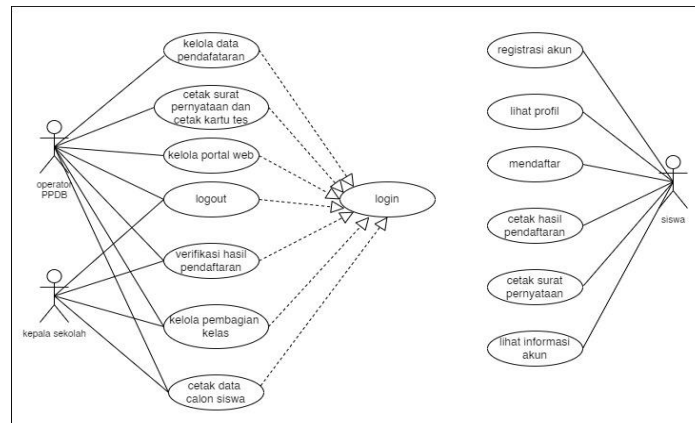 kelola data
pendafataran
cetak surat
pernyataan dan
cetak kartu tes
kelola portal web
logout
verifikasi hasil
pendaftaran
kelola pembagian
kelas
cetak data
calon siswa
operator
PPDB
kepala sekolah
login
registrasi akun
lihat profil
mendaftar
cetak hasil
pendaftaran
cetak surat
pernyataan
lihat informasi
akun
siswa